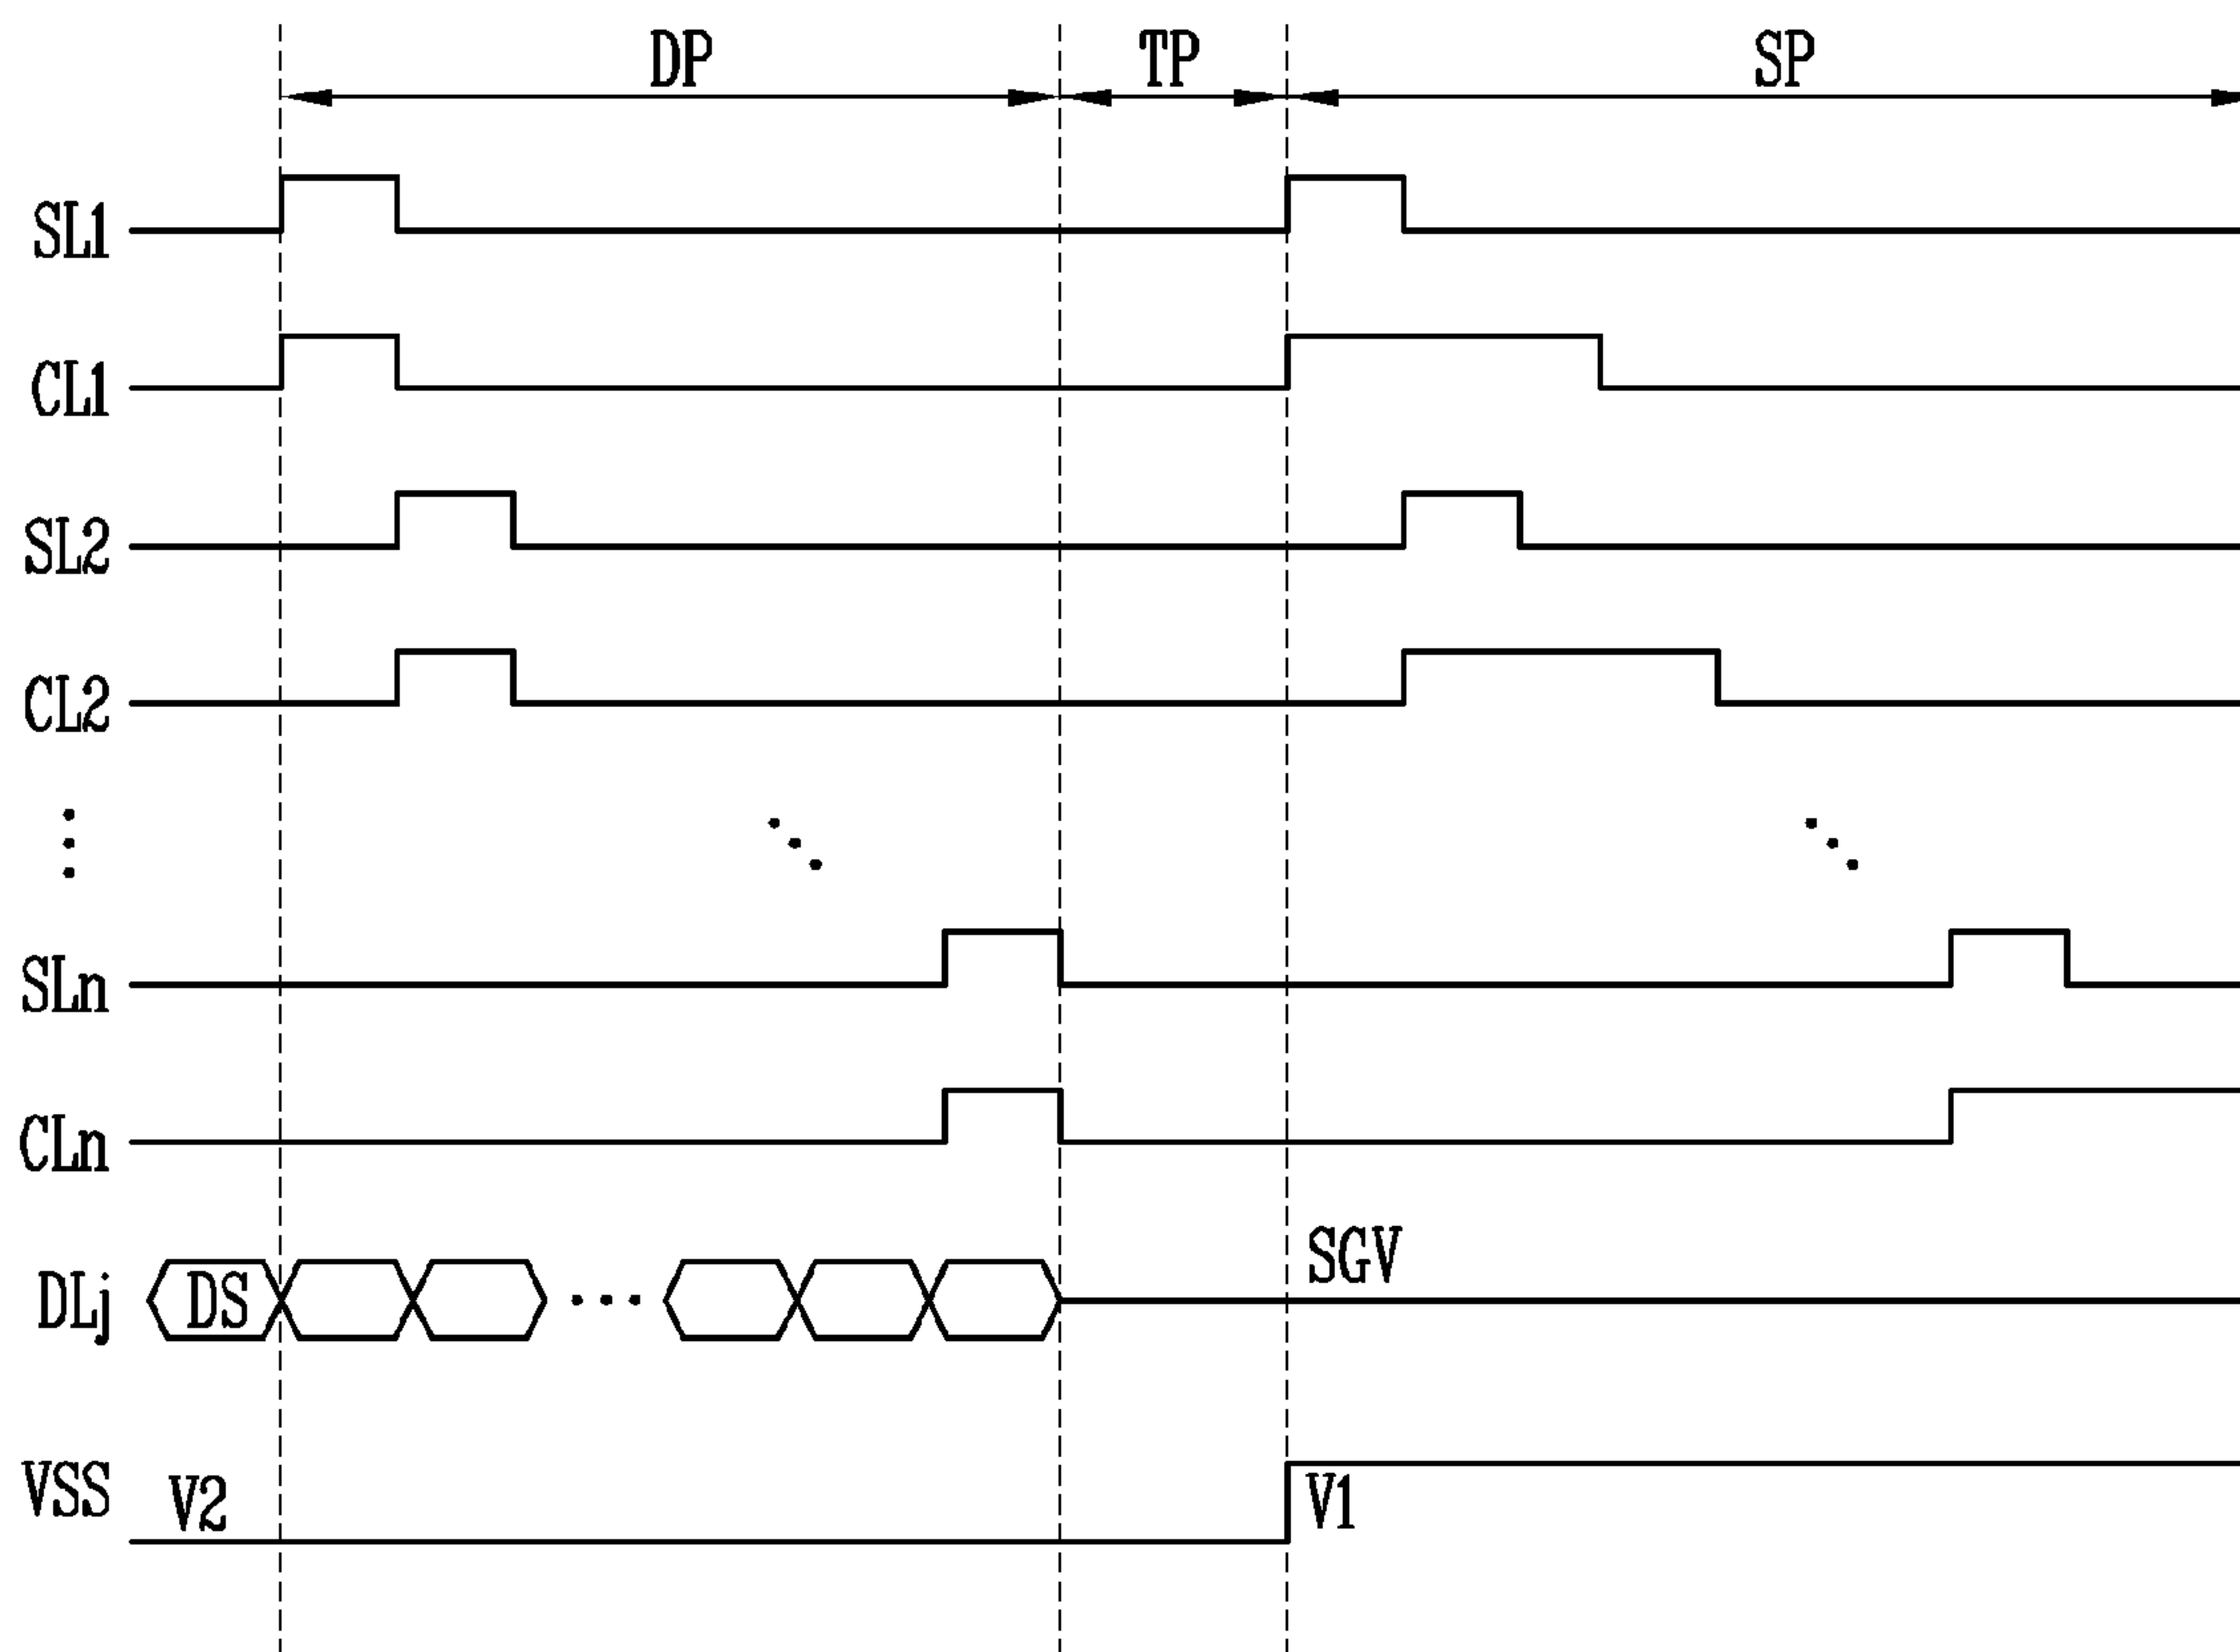 DP TP SP
SL1
CL1
SL2
CL2
SLn
CLn
SGV
DLj DS
VSS V2 V1